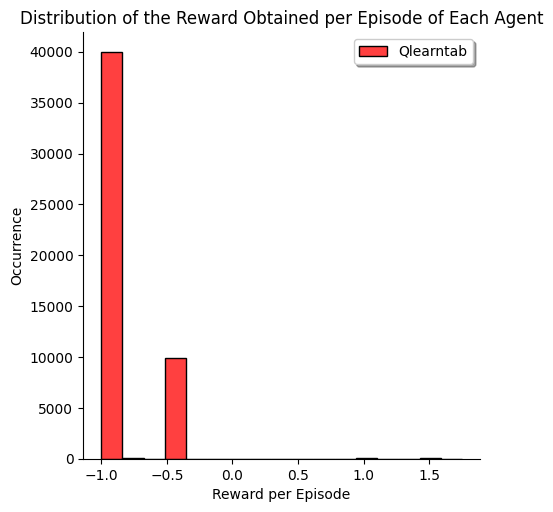 Distribution of the Reward Obtained per Episode of Each Agent
Qlearntab
40000
35000
30000
25000
20000
15000
10000
5000
0
Occurrence
−1.0 −0.5 0.0 0.5 1.0 1.5
Reward per Episode